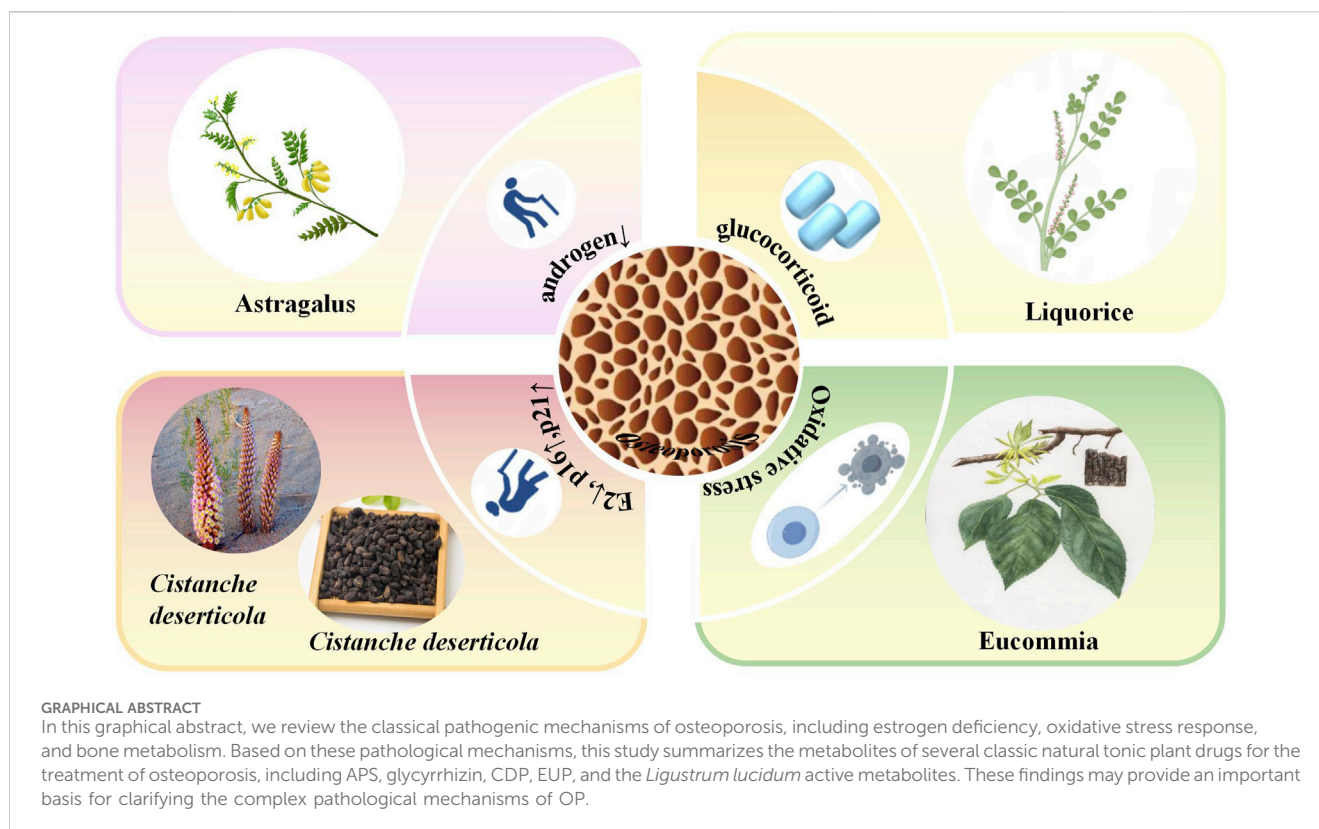 androgen↓
glucocorticoid
Astragalus
Liquorice
Osteoporosis
E2↓, p16↑,p21↑
Oxidative stress
Cistanche
deserticola
Cistanche deserticola
Eucommia
GRAPHICAL ABSTRACT
In this graphical abstract, we review the classical pathogenic mechanisms of osteoporosis, including estrogen deficiency, oxidative stress response,
and bone metabolism. Based on these pathological mechanisms, this study summarizes the metabolites of several classic natural tonic plant drugs for the
treatment of osteoporosis, including APS, glycyrrhizin, CDP, EUP, and the Ligustrum lucidum active metabolites. These findings may provide an important
basis for clarifying the complex pathological mechanisms of OP.